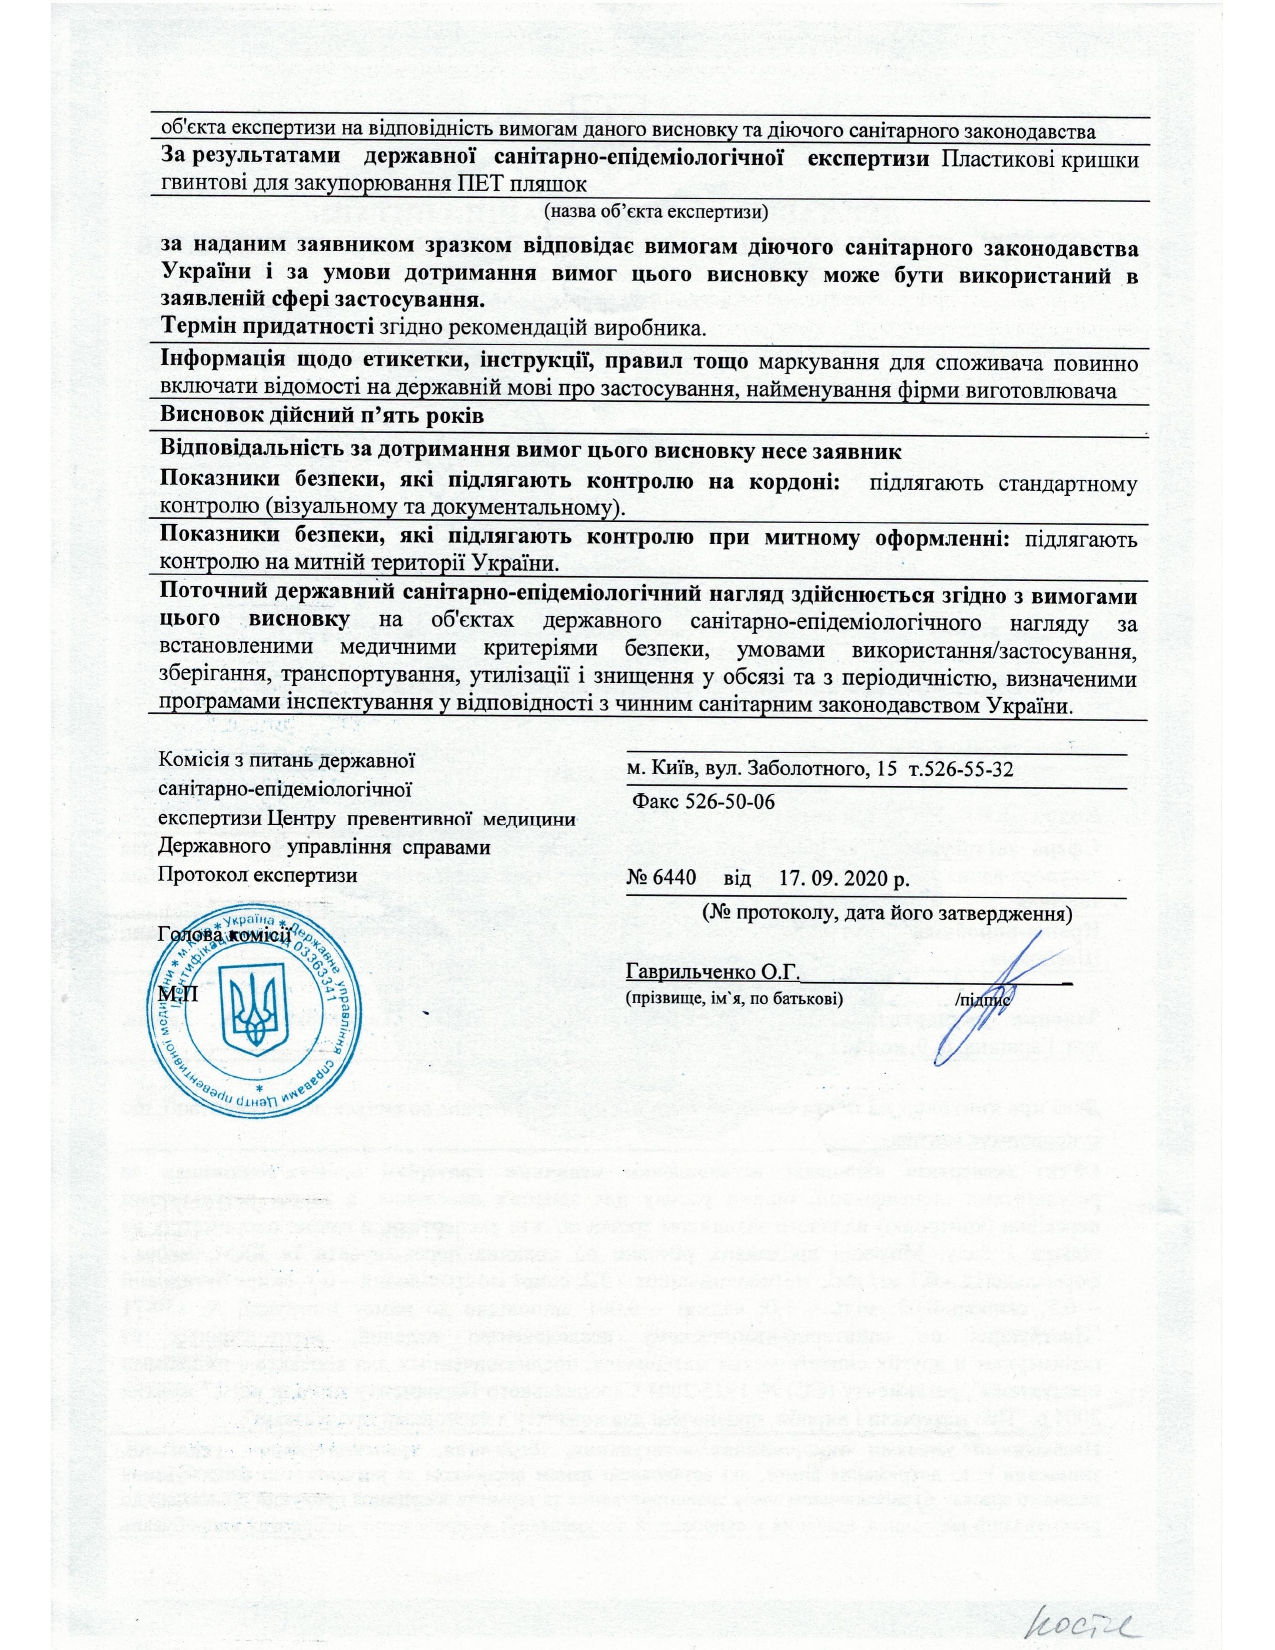 об'єкта експертизи на відповідність вимогам даного висновку та діючого санітарного законодавства
За результатами державної санітарно-епідеміологічної експертизи Пластикові кришки
гвинтові для закупорювання ПЕТ пляшок
(назва об’єкта експертизи)
за наданим заявником зразком відповідає вимогам діючого санітарного законодавства
України і за умови дотримання вимог цього висновку може бути використаний в
заявленій сфері застосування.
Термін придатності згідно рекомендацій виробника.
Інформація щодо етикетки, інструкції, правил тощо маркування для споживача повинно
включати відомості на державній мові про застосування, найменування фірми виготовлювача
Висновок дійсний п’ять років
Відповідальність за дотримання вимог цього висновку несе заявник
Показники безпеки, які підлягають контролю на кордоні: підлягають стандартному
контролю (візуальному та документальному).
Показники безпеки, які підлягають контролю при митному оформленні: підлягають
контролю на митній території України.
Поточний державний санітарно-епідеміологічний нагляд здійснюється згідно з вимогами
цього висновку на об'єктах державного санітарно-епідеміологічного нагляду за
встановленими медичними критеріями безпеки, умовами використання/застосування,
зберігання, транспортування, утилізації і знищення у обсязі та з періодичністю, визначеними
програмами інспектування у відповідності з чинним санітарним законодавством України.
Комісія з питань державної
санітарно-епідеміологічної
експертизи Центру превентивної медицини
Державного управління справами
Протокол експертизи
м. Київ, вул. Заболотного, 15 т.526-55-32
Факс 526-50-06
№ 6440 від 17. 09. 2020 р.
(№ протоколу, дата його затвердження)
Голова комісії
Гаврильченко О.Г.
(прізвище, ім`я, по батькові) /підпис
М.П
м.Київ * Україна * Державне управління справами Центр превентивної медицини *
Ідентифікаційний код 03363341